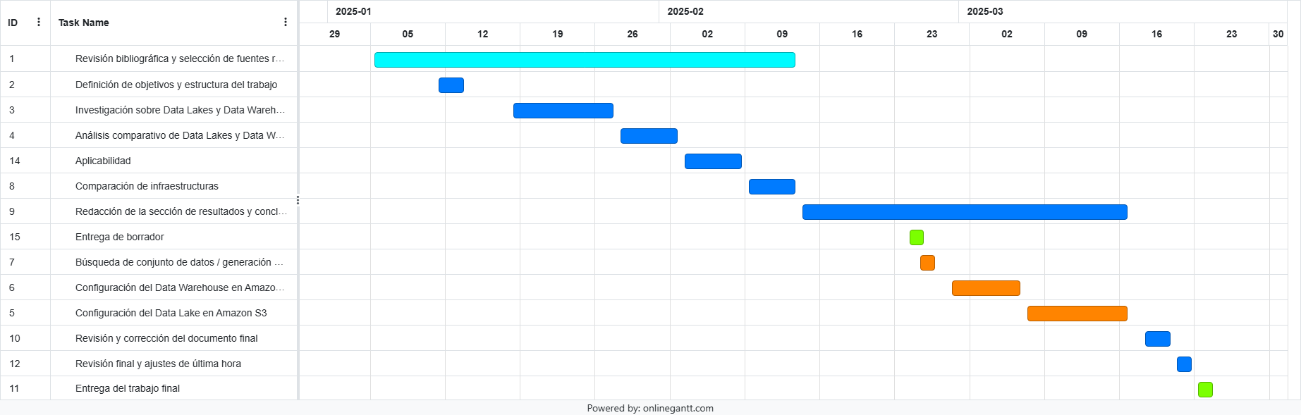 ID Task Name 2025-01 2025-02 2025-03
29 05 12 19 26 02 09 16 23 02 09 16 23 30
1 Revisión bibliográfica y selección de fuentes r...
2 Definición de objetivos y estructura del trabajo
3 Investigación sobre Data Lakes y Data Wareh...
4 Análisis comparativo de Data Lakes y Data W...
14 Aplicabilidad
8 Comparación de infraestructuras
9 Redacción de la sección de resultados y concl...
15 Entrega de borrador
7 Búsqueda de conjunto de datos / generación ...
6 Configuración del Data Warehouse en Amazo...
5 Configuración del Data Lake en Amazon S3
10 Revisión y corrección del documento final
12 Revisión final y ajustes de última hora
11 Entrega del trabajo final
Powered by: onlinegantt.com